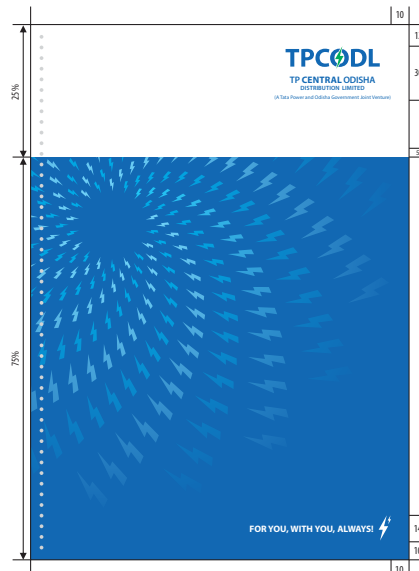 10
25%
TPCODL
TP CENTRAL ODISHA
DISTRIBUTION LIMITED
(A Tata Power and Odisha Government Joint Venture)
75%
FOR YOU, WITH YOU, ALWAYS!
10